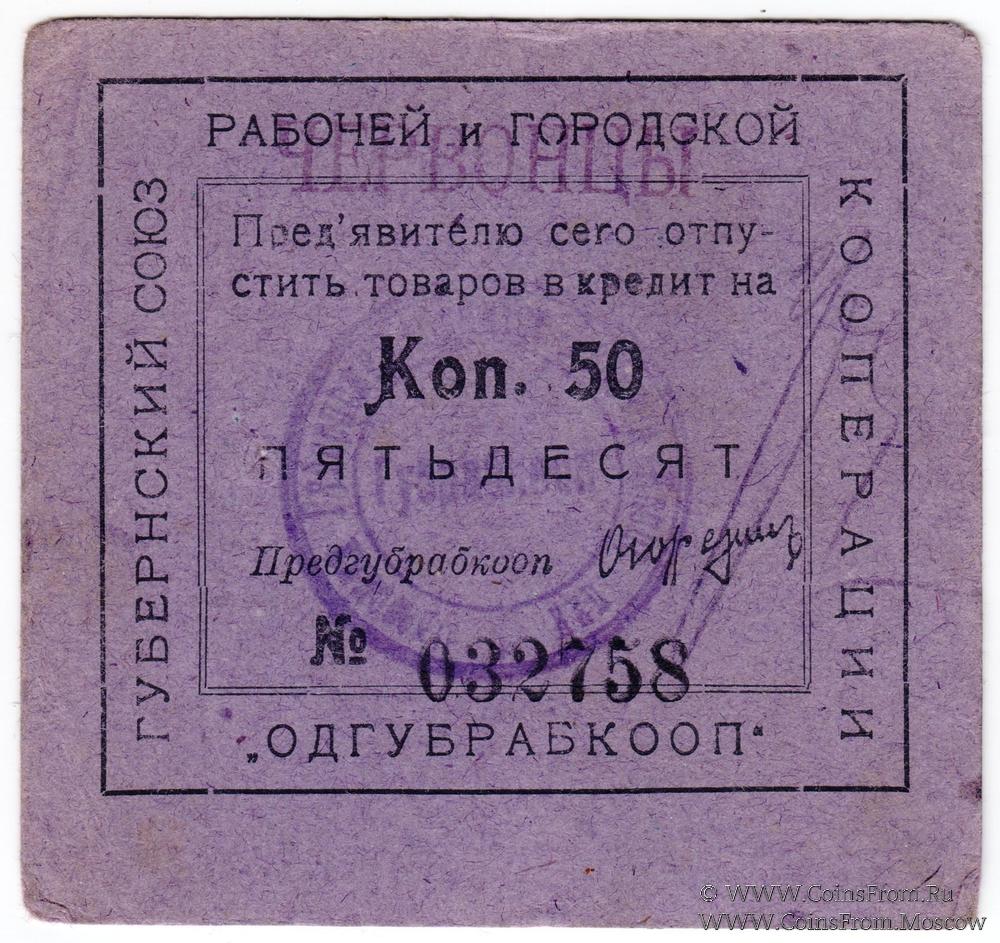 ГУБЕРНСКИЙ СОЮЗ
РАБОЧЕЙ и ГОРОДСКОЙ
КООПЕРАЦИИ
ЧЕРВОНЦЫ
Пред'явителю сего отпу-
стить товаров в кредит на
Коп. 50
ПЯТЬДЕСЯТ
Предгубрабкооп
№ 032758
„ОДГУБРАБКООП“
© WWW.CoinsFrom.Ru
WWW.CoinsFrom.Moscow